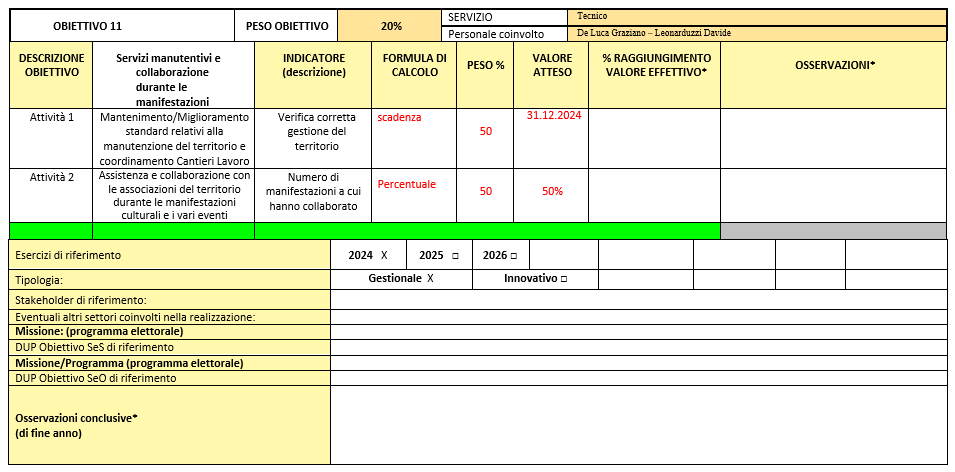 OBIETTIVO 11
PESO OBIETTIVO
20%
SERVIZIO
Tecnico
Personale coinvolto
De Luca Graziano – Leonarduzzi Davide
DESCRIZIONE
OBIETTIVO
Servizi manutentivi e
collaborazione
durante le
manifestazioni
INDICATORE
(descrizione)
FORMULA DI
CALCOLO
PESO %
VALORE
ATTESO
% RAGGIUNGIMENTO
VALORE EFFETTIVO*
OSSERVAZIONI*
Attività 1
Mantenimento/Miglioramento
standard relativi alla
manutenzione del territorio e
coordinamento Cantieri Lavoro
Verifica corretta
gestione del
territorio
scadenza
50
31.12.2024
Attività 2
Assistenza e collaborazione con
le associazioni del territorio
durante le manifestazioni
culturali e i vari eventi
Numero di
manifestazioni a cui
hanno collaborato
Percentuale
50
50%
Esercizi di riferimento
2024 X
2025 □
2026 □
Tipologia:
Gestionale X
Innovativo □
Stakeholder di riferimento:
Eventuali altri settori coinvolti nella realizzazione:
Missione: (programma elettorale)
DUP Obiettivo SeS di riferimento
Missione/Programma (programma elettorale)
DUP Obiettivo SeO di riferimento
Osservazioni conclusive*
(di fine anno)